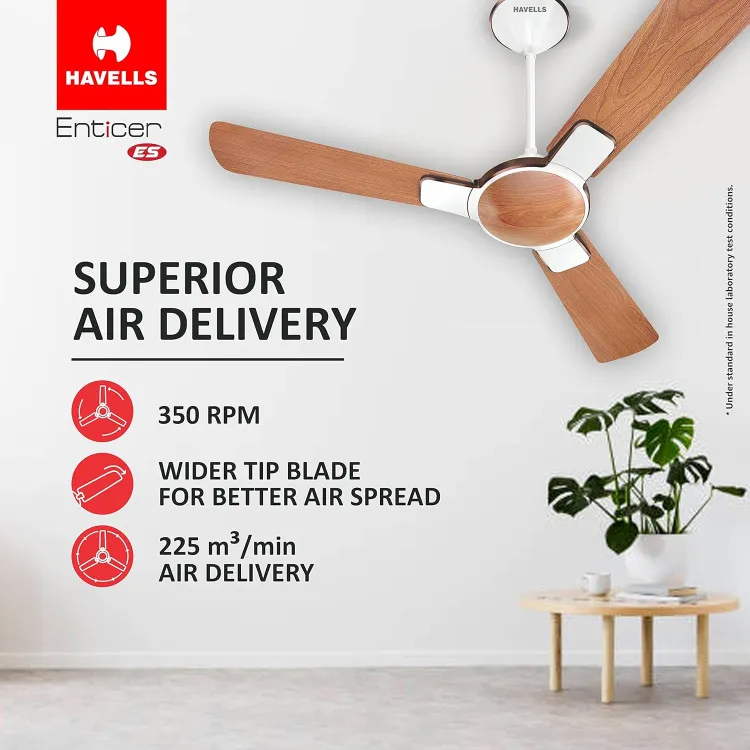 HAVELLS
HAVELLS
Enticer
ES
SUPERIOR
AIR DELIVERY
350 RPM
WIDER TIP BLADE
FOR BETTER AIR SPREAD
225 m³/min
AIR DELIVERY
* Under standard in house laboratory test conditions.